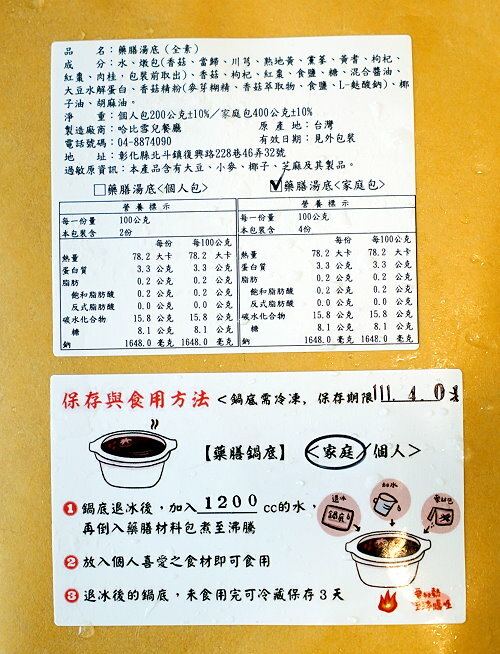 品　　名：藥膳湯底（全素）
成　　分：水、燉包(香菇、當歸、川芎、熟地黃、黨篸、黃耆、枸杞、
紅棗、肉桂，包裝前取出)、香菇、枸杞、紅棗、食鹽、糖、混合醬油、
大豆水解蛋白、香菇精粉(麥芽糊精、香菇萃取物、食鹽、L-麩酸鈉)、椰
子油、胡麻油。
淨　　重：個人包200公克±10%／家庭包400公克±10%
製造廠商：哈比雪兒餐廳　原 產 地：台灣
電話號碼：04-8874090　有效日期：見外包裝
地　　址：彰化縣北斗鎮復興路228巷46弄32號
過敏原資訊：本產品含有大豆、小麥、椰子、芝麻及其製品。
□藥膳湯底<個人包>　☑藥膳湯底<家庭包>
營養標示
每一份量 100公克
本包裝含 2份
每份 每100公克
熱量 78.2 大卡 78.2 大卡
蛋白質 3.3 公克 3.3 公克
脂肪 0.2 公克 0.2 公克
飽和脂肪酸 0.2 公克 0.2 公克
反式脂肪酸 0.0 公克 0.0 公克
碳水化合物 15.8 公克 15.8 公克
糖 8.1 公克 8.1 公克
鈉 1648.0 毫克 1648.0 毫克
營養標示
每一份量 100公克
本包裝含 4份
每份 每100公克
熱量 78.2 大卡 78.2 大卡
蛋白質 3.3 公克 3.3 公克
脂肪 0.2 公克 0.2 公克
飽和脂肪酸 0.2 公克 0.2 公克
反式脂肪酸 0.0 公克 0.0 公克
碳水化合物 15.8 公克 15.8 公克
糖 8.1 公克 8.1 公克
鈉 1648.0 毫克 1648.0 毫克
保存與食用方法 <鍋底需冷凍，保存期限111. 4. 0
【藥膳鍋底】 <家庭／個人>
1 鍋底退冰後，加入 1200 cc的水，
再倒入藥膳材料包煮至沸騰
2 放入個人喜愛之食材即可食用
3 退冰後的鍋底，未食用完可冷藏保存3天
退冰
鍋底
加水